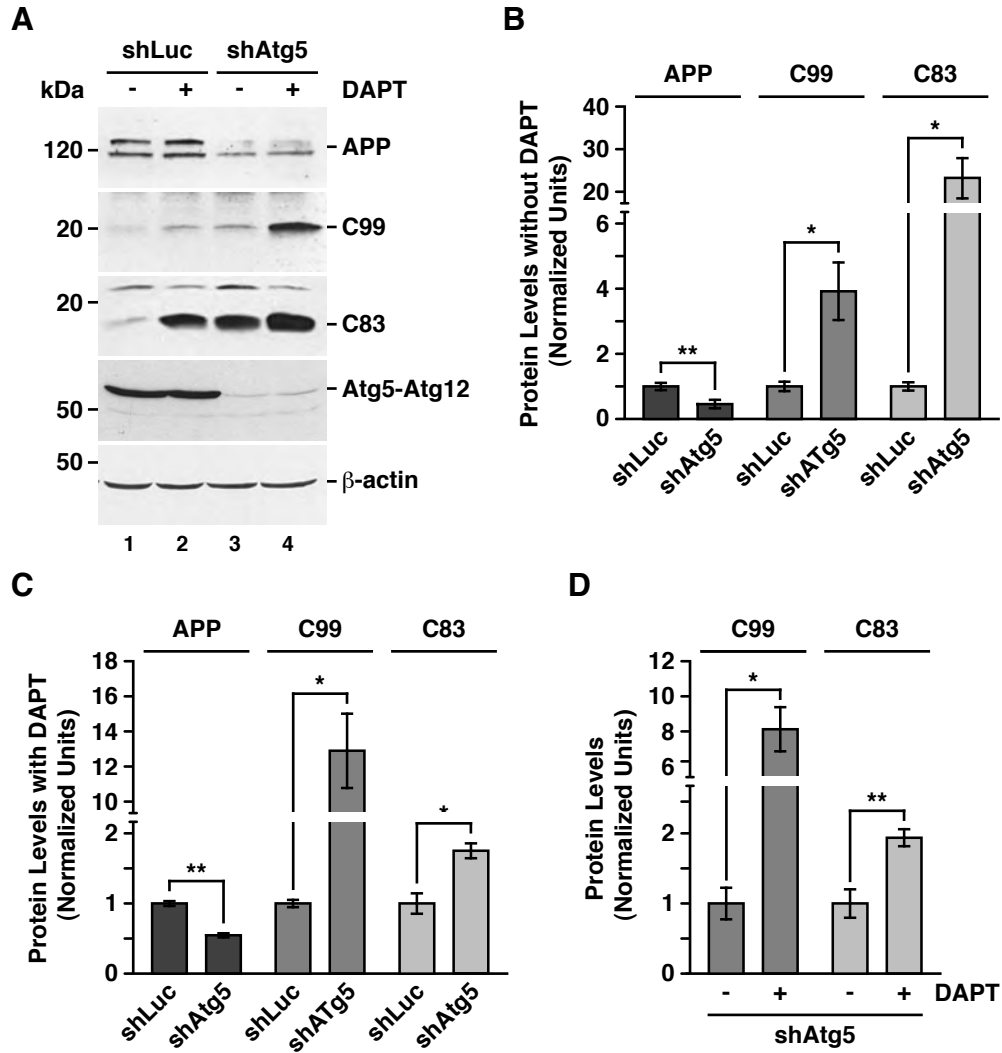 A
shLuc shAtg5
kDa - + - + DAPT
120 APP
20 C99
20 C83
50 Atg5-Atg12
50 β-actin
1 2 3 4
B
APP C99 C83
Protein Levels without DAPT
(Normalized Units)
40
30
20
6
4
2
0
** * *
shLuc shAtg5 shLuc shATg5 shLuc shAtg5
C
APP C99 C83
Protein Levels with DAPT
(Normalized Units)
18
16
14
12
10
2
1
0
** * *
shLuc shAtg5 shLuc shATg5 shLuc shAtg5
D
C99 C83
Protein Levels
(Normalized Units)
12
10
8
6
4
2
1
0
* **
- + - + DAPT
shAtg5